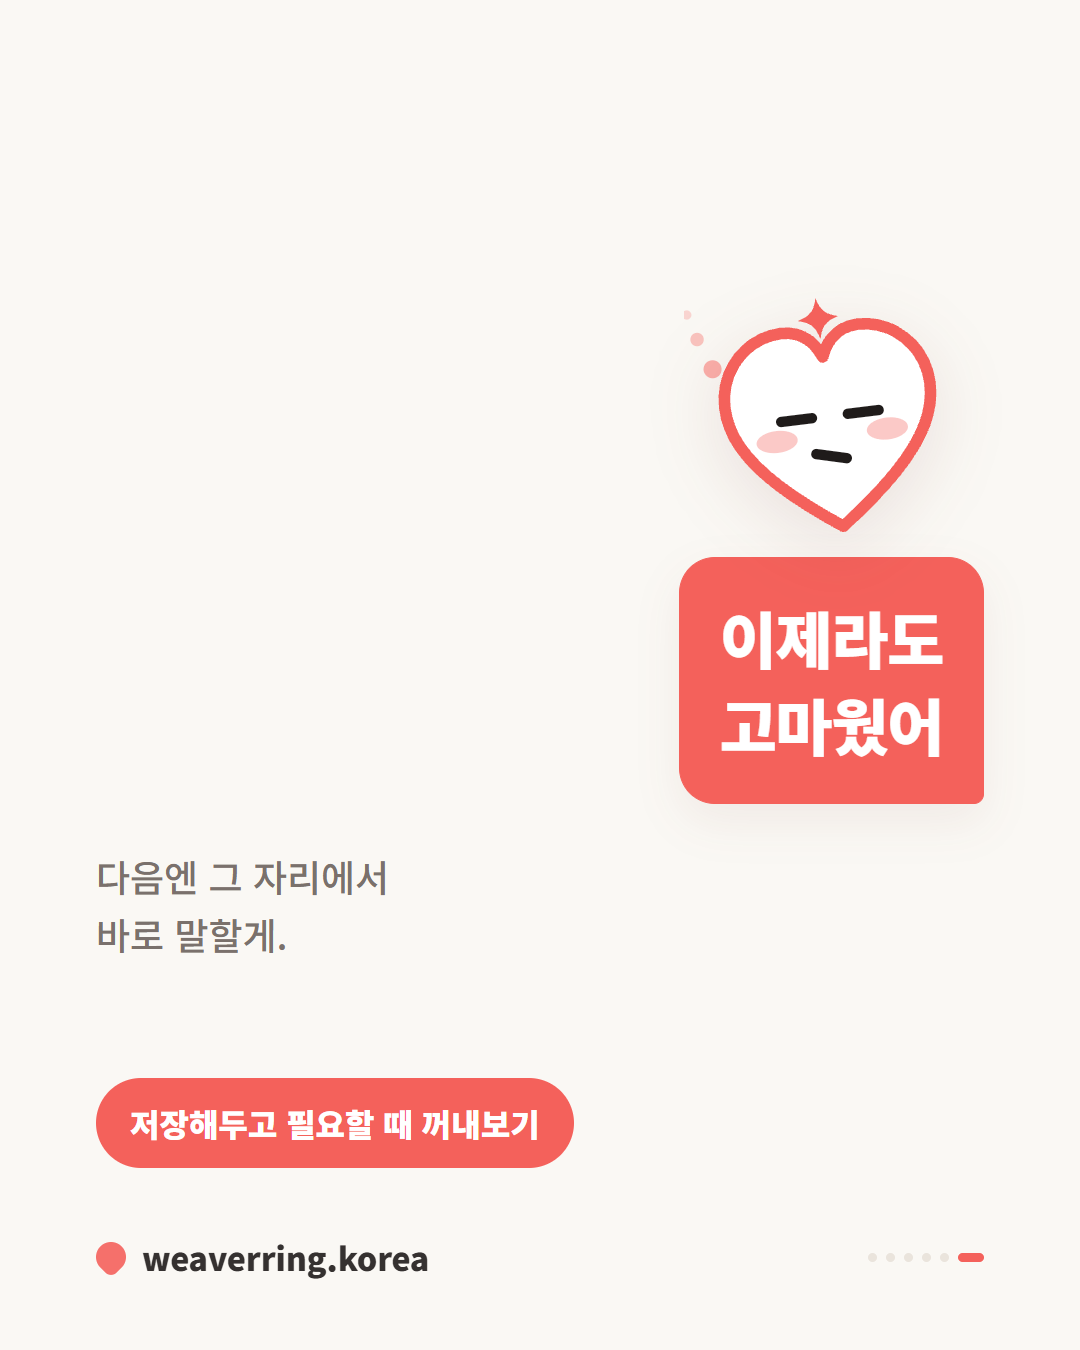 이제라도
고마웠어
다음엔 그 자리에서
바로 말할게.
저장해두고 필요할 때 꺼내보기
weaverring.korea